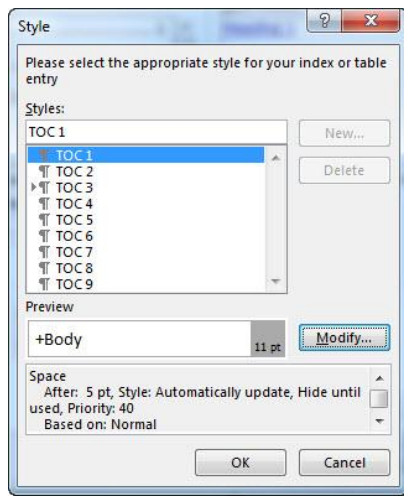 Style
Please select the appropriate style for your index or table
entry
Styles:
TOC 1
New...
¶ TOC 1
Delete
¶ TOC 2
¶ TOC 3
¶ TOC 4
¶ TOC 5
¶ TOC 6
¶ TOC 7
¶ TOC 8
¶ TOC 9
Preview
+Body
11 pt
Modify...
Space
After: 5 pt, Style: Automatically update, Hide until
used, Priority: 40
Based on: Normal
OK
Cancel